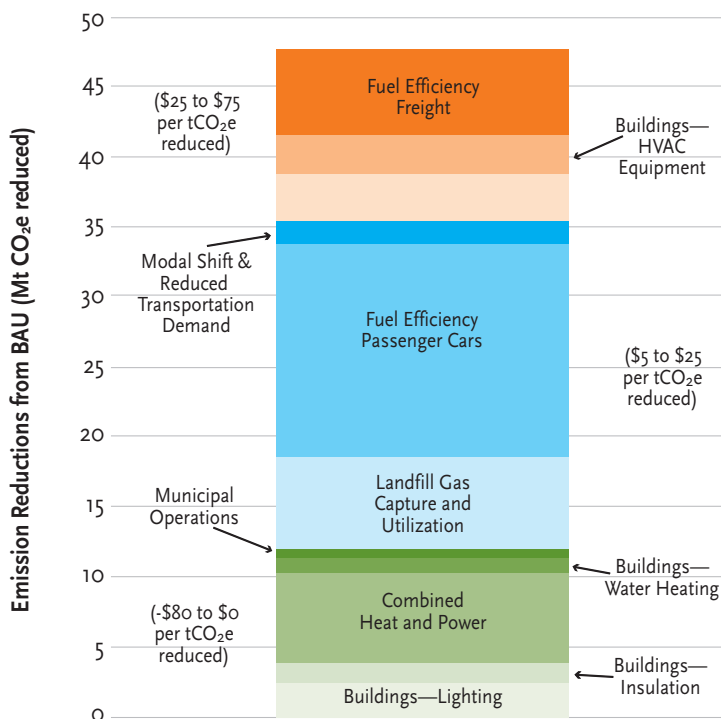 Emission Reductions from BAU (Mt CO₂e reduced)
50
45
40
35
30
25
20
15
10
5
0
($25 to $75
per tCO₂e
reduced)
Fuel Efficiency
Freight
Buildings—
HVAC
Equipment
Modal Shift &
Reduced
Transportation
Demand
Fuel Efficiency
Passenger Cars
($5 to $25
per tCO₂e
reduced)
Landfill Gas
Capture and
Utilization
Municipal
Operations
Buildings—
Water Heating
Combined
Heat and Power
(-$80 to $0
per tCO₂e
reduced)
Buildings—
Insulation
Buildings—Lighting